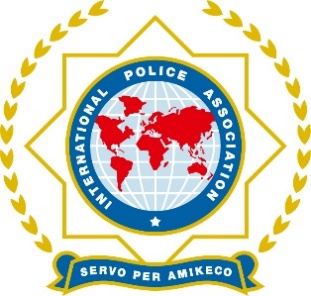 INTERNATIONAL POLICE ASSOCIATION
SERVO PER AMIKECO